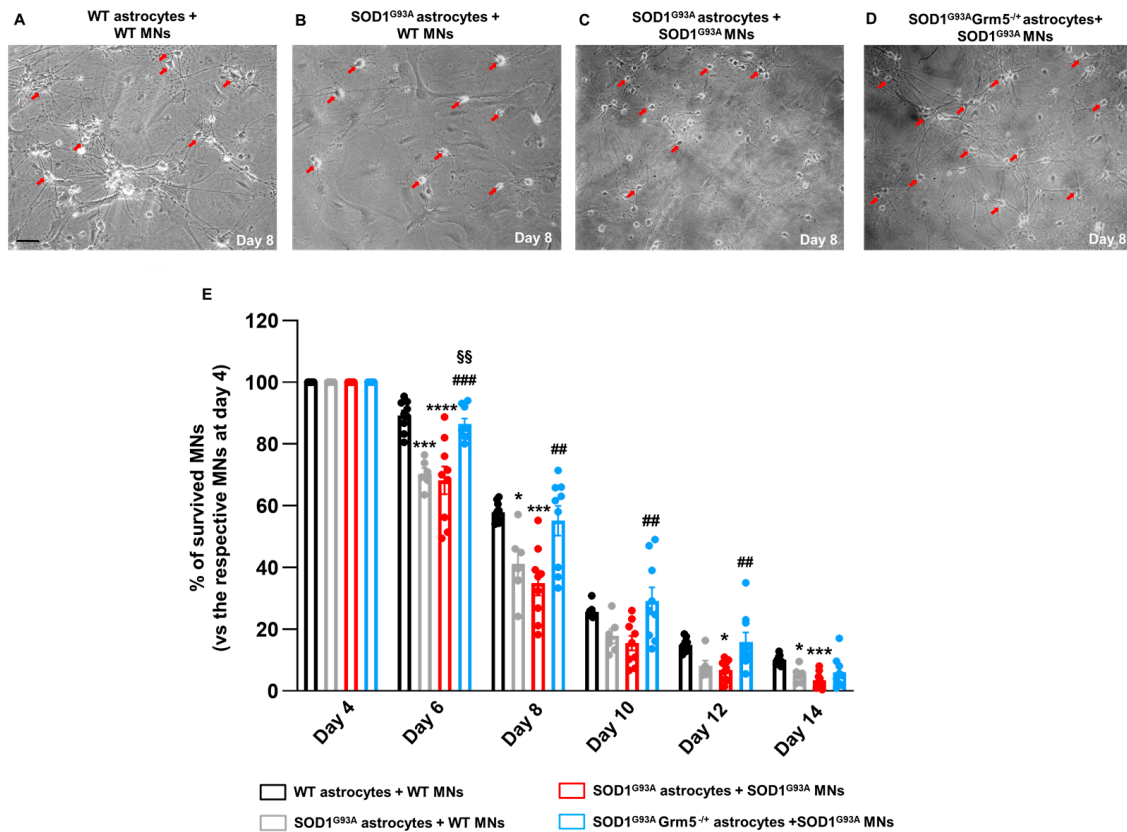 A
WT astrocytes +
WT MNs
B
SOD1G93A astrocytes +
WT MNs
C
SOD1G93A astrocytes +
SOD1G93A MNs
D
SOD1G93AGrm5-/+ astrocytes+
SOD1G93A MNs
Day 8
Day 8
Day 8
Day 8
E
% of survived MNs
(vs the respective MNs at day 4)
120
100
80
60
40
20
0
***
****
§§
###
*
***
##
##
*
##
*
***
Day 4
Day 6
Day 8
Day 10
Day 12
Day 14
WT astrocytes + WT MNs
SOD1G93A astrocytes + SOD1G93A MNs
SOD1G93A astrocytes + WT MNs
SOD1G93A Grm5-/+ astrocytes +SOD1G93A MNs